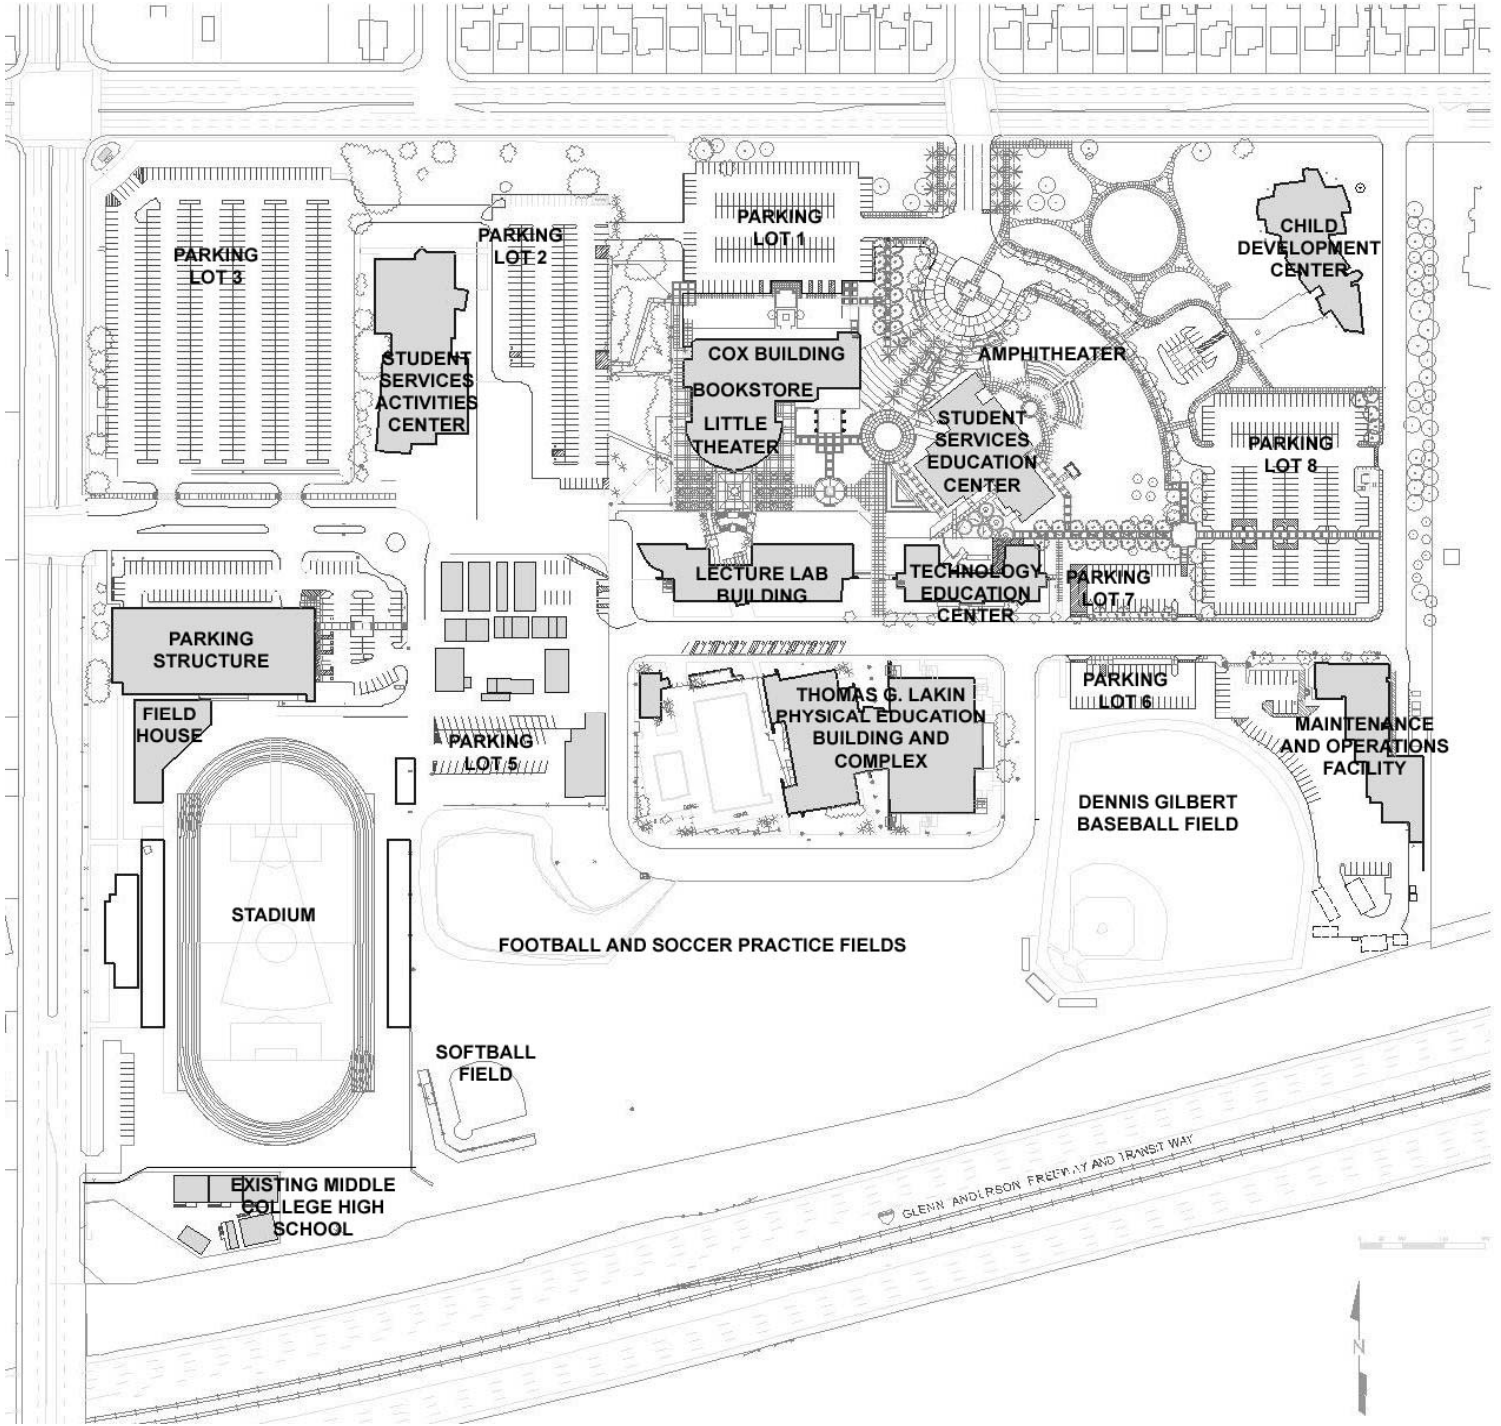 PARKING
LOT 1
PARKING
LOT 2
PARKING
LOT 3
CHILD
DEVELOPMENT
CENTER
STUDENT
SERVICES
ACTIVITIES
CENTER
COX BUILDING
BOOKSTORE
LITTLE
THEATER
AMPHITHEATER
STUDENT
SERVICES
EDUCATION
CENTER
PARKING
LOT 8
LECTURE LAB
BUILDING
TECHNOLOGY
EDUCATION
CENTER
PARKING
LOT 7
PARKING
STRUCTURE
FIELD
HOUSE
PARKING
LOT 5
THOMAS G. LAKIN
PHYSICAL EDUCATION
BUILDING AND
COMPLEX
PARKING
LOT 6
MAINTENANCE
AND OPERATIONS
FACILITY
DENNIS GILBERT
BASEBALL FIELD
STADIUM
FOOTBALL AND SOCCER PRACTICE FIELDS
SOFTBALL
FIELD
GLENN ANDERSON FREEWAY AND TRANSIT WAY
EXISTING MIDDLE
COLLEGE HIGH
SCHOOL
N